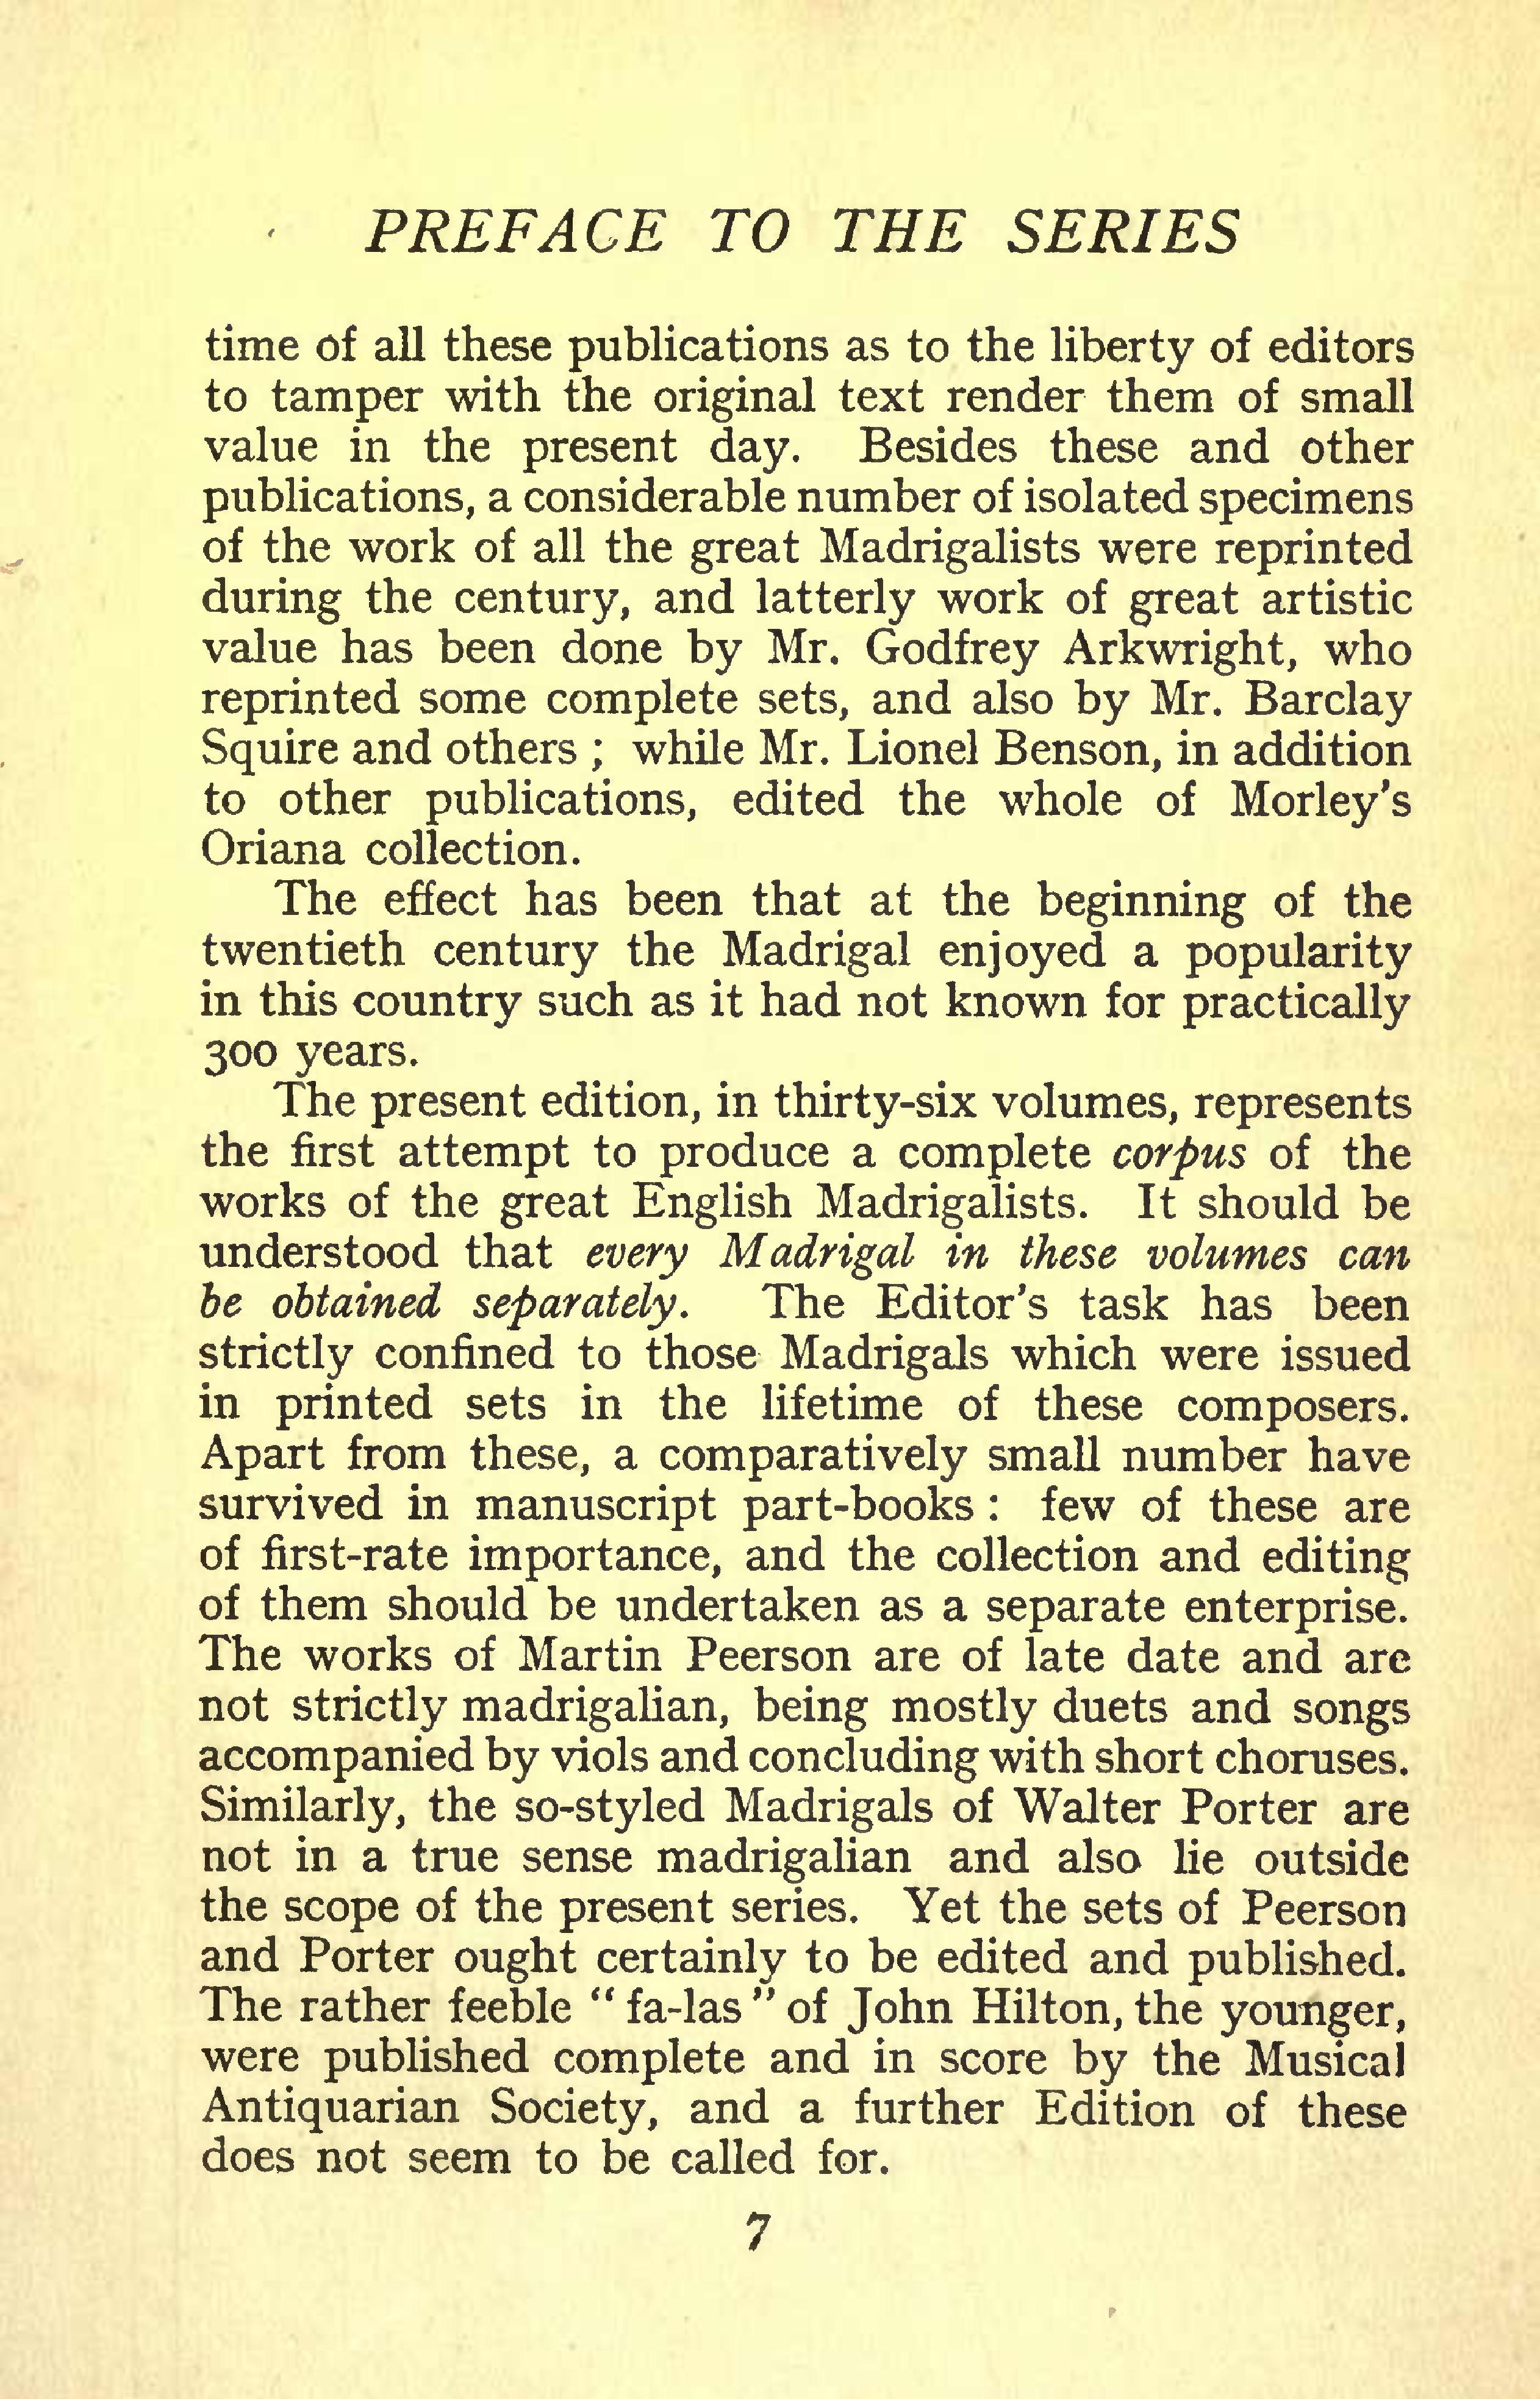 PREFACE TO THE SERIES
time of all these publications as to the liberty of editors
to tamper with the original text render them of small
value in the present day. Besides these and other
publications, a considerable number of isolated specimens
of the work of all the great Madrigalists were reprinted
during the century, and latterly work of great artistic
value has been done by Mr. Godfrey Arkwright, who
reprinted some complete sets, and also by Mr. Barclay
Squire and others ; while Mr. Lionel Benson, in addition
to other publications, edited the whole of Morley's
Oriana collection.
The effect has been that at the beginning of the
twentieth century the Madrigal enjoyed a popularity
in this country such as it had not known for practically
300 years.
The present edition, in thirty-six volumes, represents
the first attempt to produce a complete corpus of the
works of the great English Madrigalists. It should be
understood that every Madrigal in these volumes can
be obtained separately. The Editor's task has been
strictly confined to those Madrigals which were issued
in printed sets in the lifetime of these composers.
Apart from these, a comparatively small number have
survived in manuscript part-books : few of these are
of first-rate importance, and the collection and editing
of them should be undertaken as a separate enterprise.
The works of Martin Peerson are of late date and are
not strictly madrigalian, being mostly duets and songs
accompanied by viols and concluding with short choruses.
Similarly, the so-styled Madrigals of Walter Porter are
not in a true sense madrigalian and also lie outside
the scope of the present series. Yet the sets of Peerson
and Porter ought certainly to be edited and published.
The rather feeble " fa-las " of John Hilton, the younger,
were published complete and in score by the Musical
Antiquarian Society, and a further Edition of these
does not seem to be called for.
7